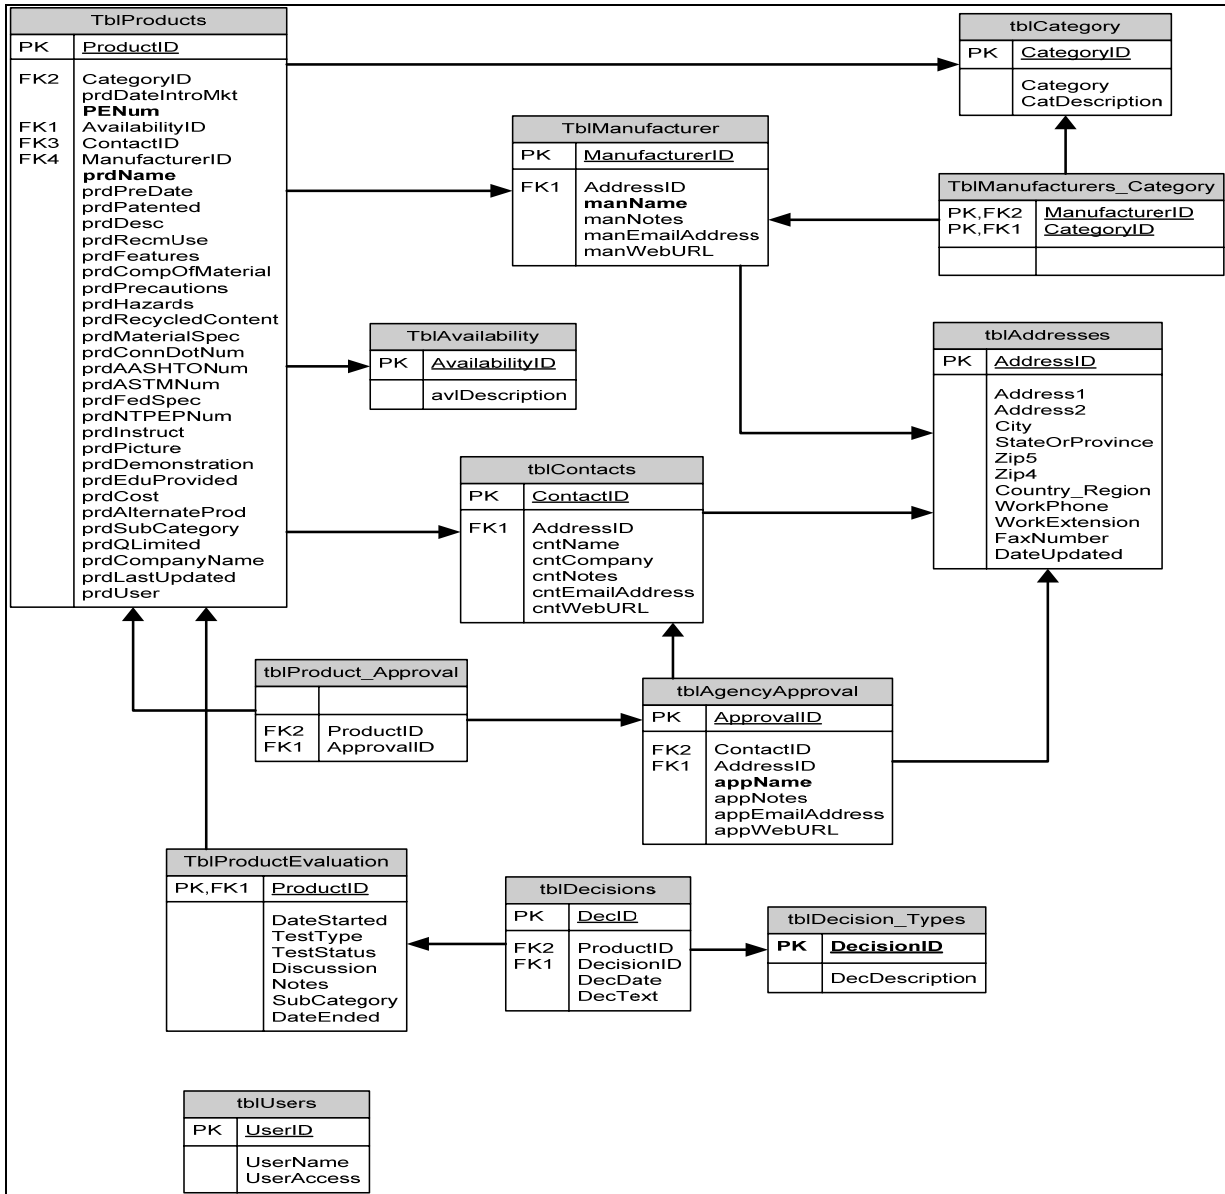 TblProducts
PK ProductID
FK2 CategoryID
prdDateIntroMkt
PENum
FK1 AvailabilityID
FK3 ContactID
FK4 ManufacturerID
prdName
prdPreDate
prdPatented
prdDesc
prdRecmUse
prdFeatures
prdCompOfMaterial
prdPrecautions
prdHazards
prdRecycledContent
prdMaterialSpec
prdConnDotNum
prdAASHTONum
prdASTMNum
prdFedSpec
prdNTPEPNum
prdInstruct
prdPicture
prdDemonstration
prdEduProvided
prdCost
prdAlternateProd
prdSubCategory
prdQLimited
prdCompanyName
prdLastUpdated
prdUser
tblCategory
PK CategoryID
Category
CatDescription
TblManufacturer
PK ManufacturerID
FK1 AddressID
manName
manNotes
manEmailAddress
manWebURL
TblManufacturers_Category
PK,FK2 ManufacturerID
PK,FK1 CategoryID
TblAvailability
PK AvailabilityID
avlDescription
tblAddresses
PK AddressID
Address1
Address2
City
StateOrProvince
Zip5
Zip4
Country_Region
WorkPhone
WorkExtension
FaxNumber
DateUpdated
tblContacts
PK ContactID
FK1 AddressID
cntName
cntCompany
cntNotes
cntEmailAddress
cntWebURL
tblProduct_Approval
FK2 ProductID
FK1 ApprovalID
tblAgencyApproval
PK ApprovalID
FK2 ContactID
FK1 AddressID
appName
appNotes
appEmailAddress
appWebURL
TblProductEvaluation
PK,FK1 ProductID
DateStarted
TestType
TestStatus
Discussion
Notes
SubCategory
DateEnded
tblDecisions
PK DecID
FK2 ProductID
FK1 DecisionID
DecDate
DecText
tblDecision_Types
PK DecisionID
DecDescription
tblUsers
PK UserID
UserName
UserAccess